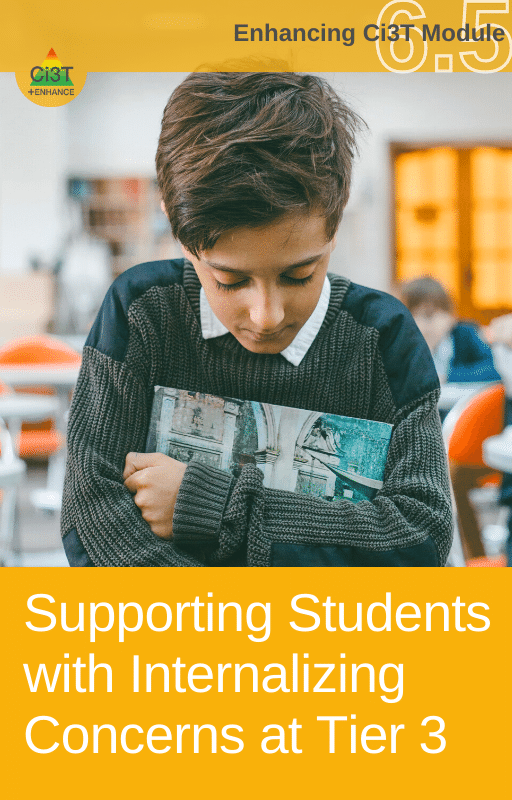 Enhancing Ci3T Module
6.5
Ci3T
+ENHANCE
Supporting Students
with Internalizing
Concerns at Tier 3